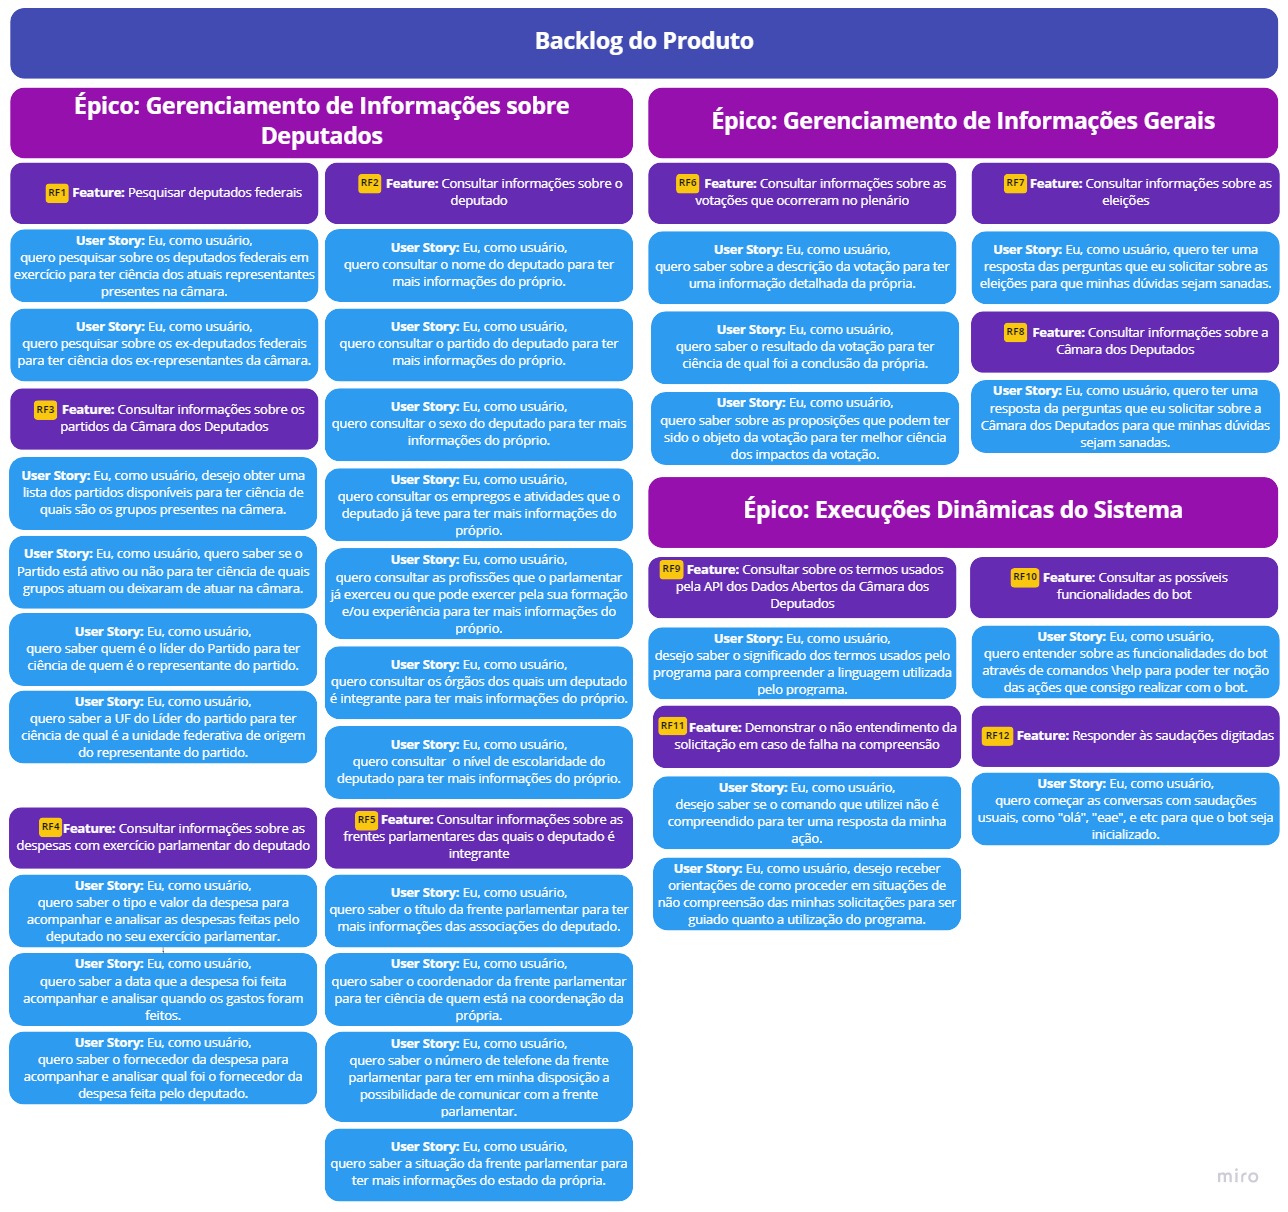 Backlog do Produto
Épico: Gerenciamento de Informações sobre
Deputados
RF1 Feature: Pesquisar deputados federais
User Story: Eu, como usuário,
quero pesquisar sobre os deputados federais em
exercício para ter ciência dos atuais representantes
presentes na câmara.
User Story: Eu, como usuário,
quero pesquisar sobre os ex-deputados federais
para ter ciência dos ex-representantes da câmara.
RF3 Feature: Consultar informações sobre os
partidos da Câmara dos Deputados
User Story: Eu, como usuário, desejo obter uma
lista dos partidos disponíveis para ter ciência de
quais são os grupos presentes na câmera.
User Story: Eu, como usuário, quero saber se o
Partido está ativo ou não para ter ciência de quais
grupos atuam ou deixaram de atuar na câmara.
User Story: Eu, como usuário,
quero saber quem é o líder do Partido para ter
ciência de quem é o representante do partido.
User Story: Eu, como usuário,
quero saber a UF do Líder do partido para ter
ciência de qual é a unidade federativa de origem
do representante do partido.
RF4 Feature: Consultar informações sobre as
despesas com exercício parlamentar do deputado
User Story: Eu, como usuário,
quero saber o tipo e valor da despesa para
acompanhar e analisar as despesas feitas pelo
deputado no seu exercício parlamentar.
User Story: Eu, como usuário,
quero saber a data que a despesa foi feita
acompanhar e analisar quando os gastos foram
feitos.
User Story: Eu, como usuário,
quero saber o fornecedor da despesa para
acompanhar e analisar qual foi o fornecedor da
despesa feita pelo deputado.
RF2 Feature: Consultar informações sobre o
deputado
User Story: Eu, como usuário,
quero consultar o nome do deputado para ter
mais informações do próprio.
User Story: Eu, como usuário,
quero consultar o partido do deputado para ter
mais informações do próprio.
User Story: Eu, como usuário,
quero consultar o sexo do deputado para ter mais
informações do próprio.
User Story: Eu, como usuário,
quero consultar os empregos e atividades que o
deputado já teve para ter mais informações do
próprio.
User Story: Eu, como usuário,
quero consultar as profissões que o parlamentar
já exerceu ou que pode exercer pela sua formação
e/ou experiência para ter mais informações do
próprio.
User Story: Eu, como usuário,
quero consultar os órgãos dos quais um deputado
é integrante para ter mais informações do próprio.
User Story: Eu, como usuário,
quero consultar o nível de escolaridade do
deputado para ter mais informações do próprio.
RF5 Feature: Consultar informações sobre as
frentes parlamentares das quais o deputado é
integrante
User Story: Eu, como usuário,
quero saber o título da frente parlamentar para ter
mais informações das associações do deputado.
User Story: Eu, como usuário,
quero saber o coordenador da frente parlamentar
para ter ciência de quem está na coordenação da
própria.
User Story: Eu, como usuário,
quero saber o número de telefone da frente
parlamentar para ter em minha disposição a
possibilidade de comunicar com a frente
parlamentar.
User Story: Eu, como usuário,
quero saber a situação da frente parlamentar para
ter mais informações do estado da própria.
Épico: Gerenciamento de Informações Gerais
RF6 Feature: Consultar informações sobre as
votações que ocorreram no plenário
User Story: Eu, como usuário,
quero saber sobre a descrição da votação para ter
uma informação detalhada da própria.
User Story: Eu, como usuário,
quero saber o resultado da votação para ter
ciência de qual foi a conclusão da própria.
User Story: Eu, como usuário,
quero saber sobre as proposições que podem ter
sido o objeto da votação para ter melhor ciência
dos impactos da votação.
RF7 Feature: Consultar informações sobre as
eleições
User Story: Eu, como usuário, quero ter uma
resposta das perguntas que eu solicitar sobre as
eleições para que minhas dúvidas sejam sanadas.
RF8 Feature: Consultar informações sobre a
Câmara dos Deputados
User Story: Eu, como usuário, quero ter uma
resposta da perguntas que eu solicitar sobre a
Câmara dos Deputados para que minhas dúvidas
sejam sanadas.
Épico: Execuções Dinâmicas do Sistema
RF9 Feature: Consultar sobre os termos usados
pela API dos Dados Abertos da Câmara dos
Deputados
User Story: Eu, como usuário,
desejo saber o significado dos termos usados pelo
programa para compreender a linguagem utilizada
pelo programa.
RF11 Feature: Demonstrar o não entendimento da
solicitação em caso de falha na compreensão
User Story: Eu, como usuário,
desejo saber se o comando que utilizei não é
compreendido para ter uma resposta da minha
ação.
User Story: Eu, como usuário, desejo receber
orientações de como proceder em situações de
não compreensão das minhas solicitações para ser
guiado quanto a utilização do programa.
RF10 Feature: Consultar as possíveis
funcionalidades do bot
User Story: Eu, como usuário,
quero entender sobre as funcionalidades do bot
através de comandos \help para poder ter noção
das ações que consigo realizar com o bot.
RF12 Feature: Responder às saudações digitadas
User Story: Eu, como usuário,
quero começar as conversas com saudações
usuais, como "olá", "eae", e etc para que o bot seja
inicializado.
miro